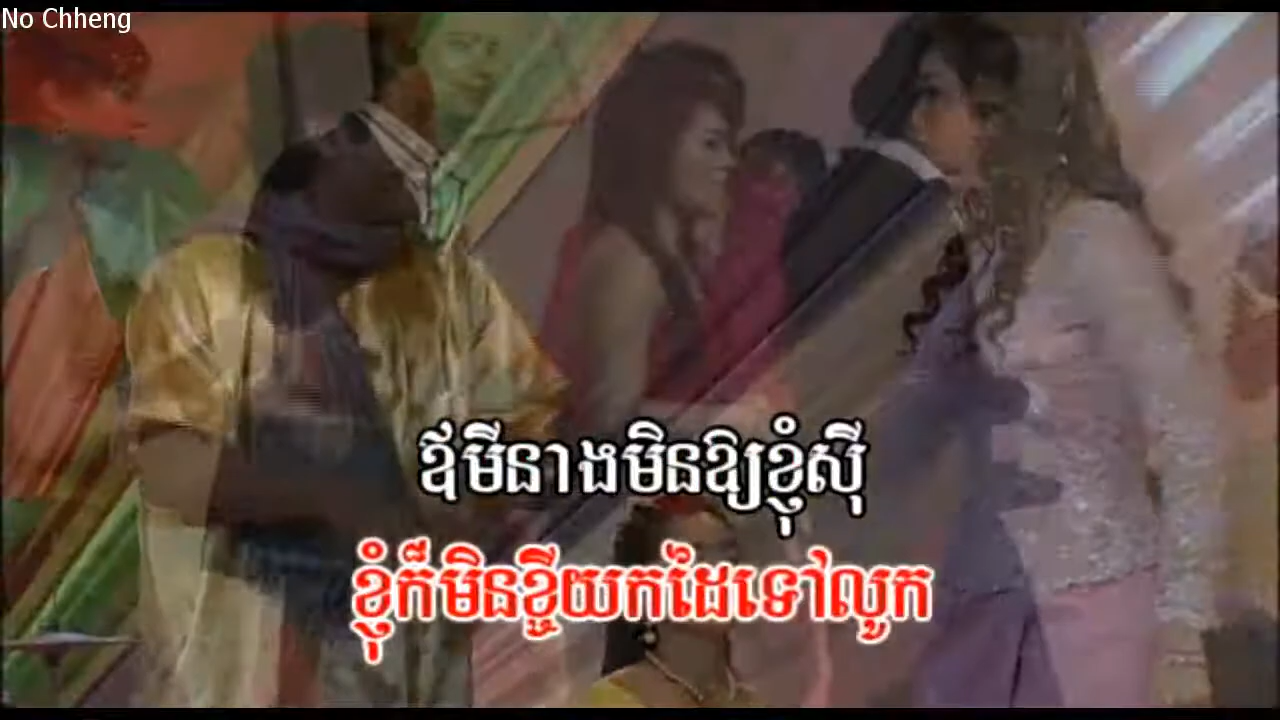 No Chheng
ឪមីនាងមិនឱ្យខ្ញុំស៊ី
ខ្ញុំក៏មិនខ្ចីយកដៃទៅលូក